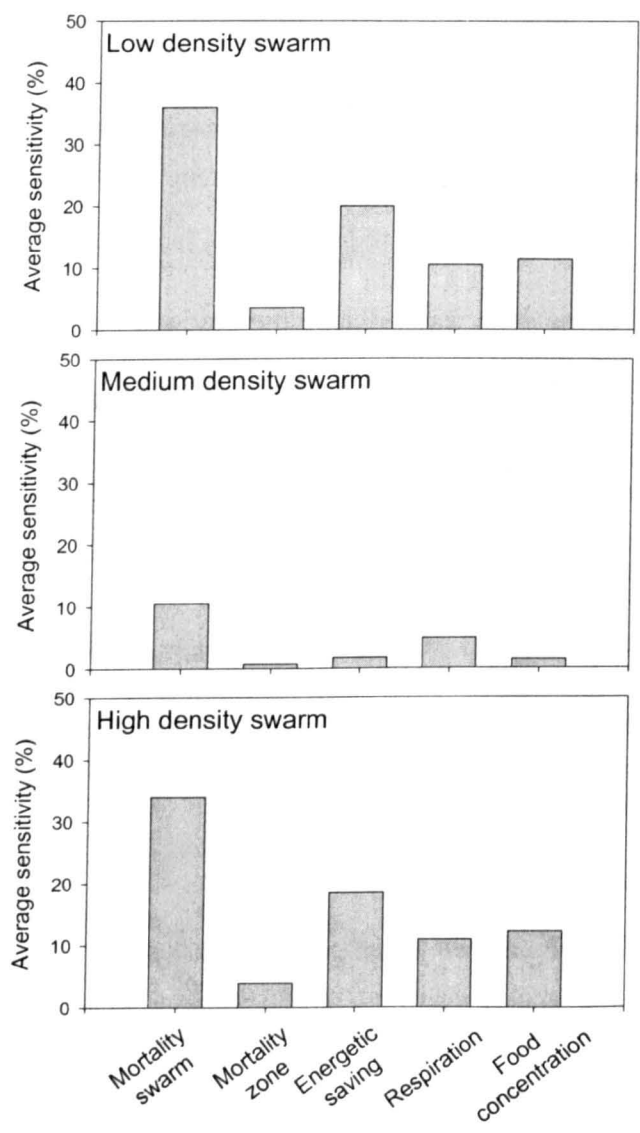 Low density swarm
Average sensitivity (%)
50
40
30
20
10
0
Medium density swarm
Average sensitivity (%)
50
40
30
20
10
0
High density swarm
Average sensitivity (%)
50
40
30
20
10
0
Mortality
swarm
Mortality
zone
Energetic
saving
Respiration
Food
concentration